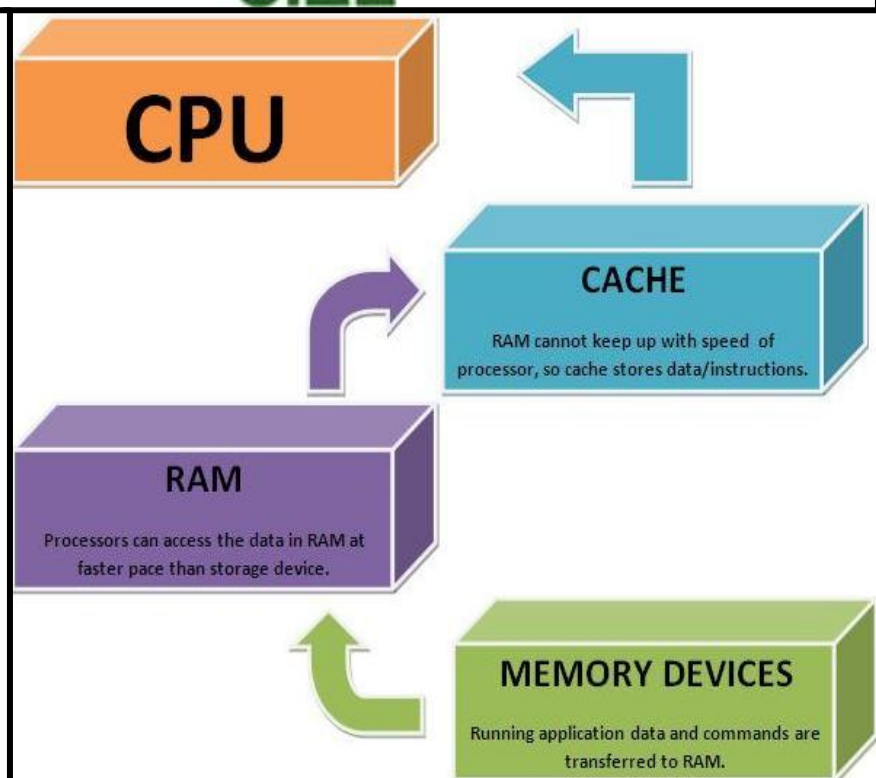 CPU
CACHE
RAM cannot keep up with speed of
processor, so cache stores data/instructions.
RAM
Processors can access the data in RAM at
faster pace than storage device.
MEMORY DEVICES
Running application data and commands are
transferred to RAM.